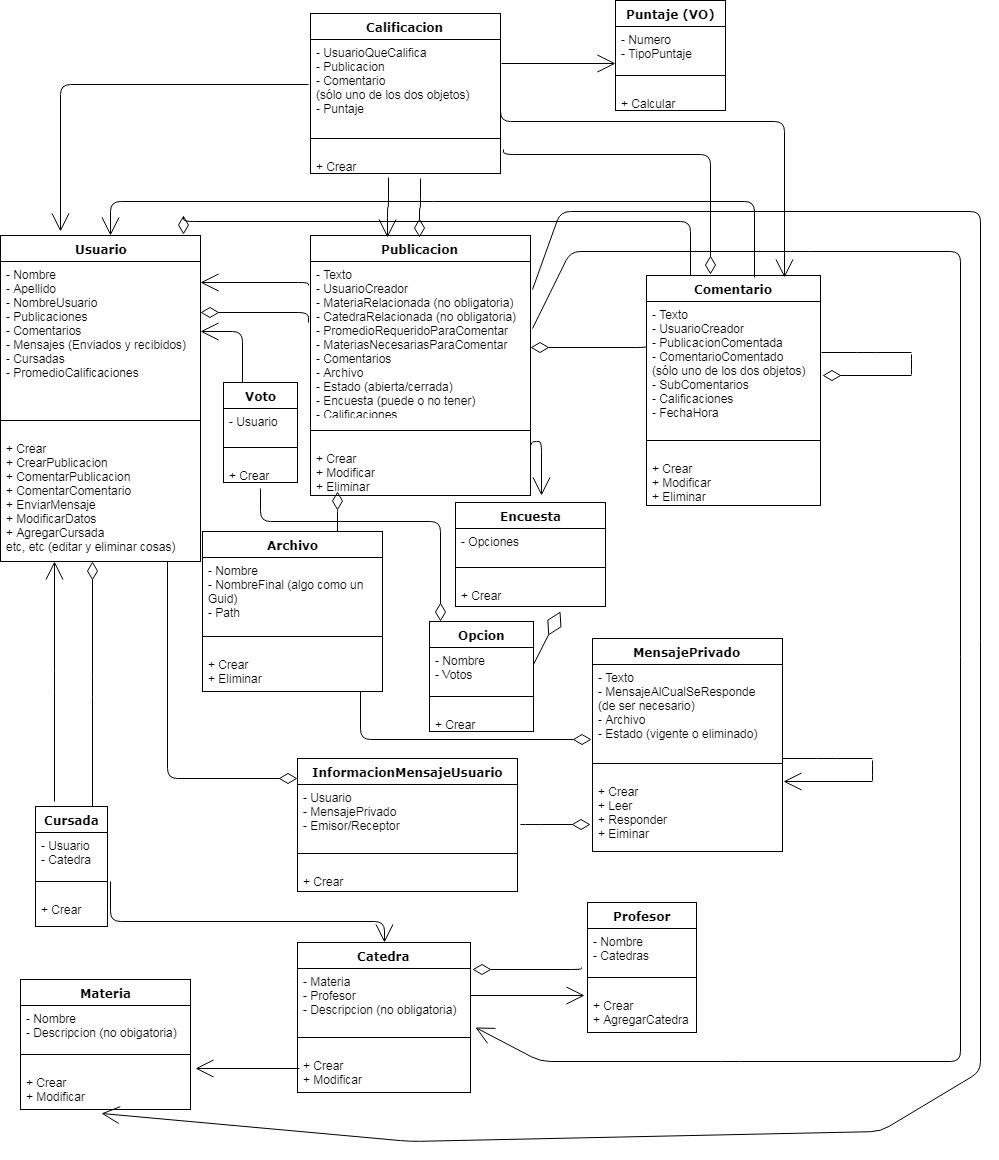 Calificacion
- UsuarioQueCalifica
- Publicacion
- Comentario
(sólo uno de los dos objetos)
- Puntaje
+ Crear
Puntaje (VO)
- Numero
- TipoPuntaje
+ Calcular
Usuario
- Nombre
- Apellido
- NombreUsuario
- Publicaciones
- Comentarios
- Mensajes (Enviados y recibidos)
- Cursadas
- PromedioCalificaciones
+ Crear
+ CrearPublicacion
+ ComentarPublicacion
+ ComentarComentario
+ EnviarMensaje
+ ModificarDatos
+ AgregarCursada
etc, etc (editar y eliminar cosas)
Publicacion
- Texto
- UsuarioCreador
- MateriaRelacionada (no obligatoria)
- CatedraRelacionada (no obligatoria)
- PromedioRequeridoParaComentar
- MateriasNecesariasParaComentar
- Comentarios
- Archivo
- Estado (abierta/cerrada)
- Encuesta (puede o no tener)
- Calificaciones
+ Crear
+ Modificar
+ Eliminar
Comentario
- Texto
- UsuarioCreador
- PublicacionComentada
- ComentarioComentado
(sólo uno de los dos objetos)
- SubComentarios
- Calificaciones
- FechaHora
+ Crear
+ Modificar
+ Eliminar
Voto
- Usuario
+ Crear
Archivo
- Nombre
- NombreFinal (algo como un
Guid)
- Path
+ Crear
+ Eliminar
Encuesta
- Opciones
+ Crear
Opcion
- Nombre
- Votos
+ Crear
MensajePrivado
- Texto
- MensajeAlCualSeResponde
(de ser necesario)
- Archivo
- Estado (vigente o eliminado)
+ Crear
+ Leer
+ Responder
+ Eiminar
InformacionMensajeUsuario
- Usuario
- MensajePrivado
- Emisor/Receptor
+ Crear
Cursada
- Usuario
- Catedra
+ Crear
Catedra
- Materia
- Profesor
- Descripcion (no obligatoria)
+ Crear
+ Modificar
Profesor
- Nombre
- Catedras
+ Crear
+ AgregarCatedra
Materia
- Nombre
- Descripcion (no obigatoria)
+ Crear
+ Modificar